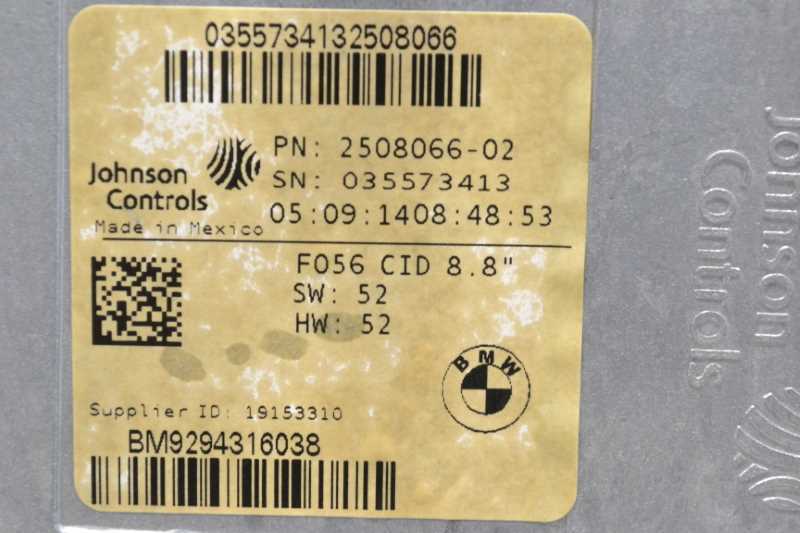 0355734132508066
Johnson
Controls
PN: 2508066-02
SN: 035573413
05:09:1408:48:53
Made in Mexico
F056 CID 8.8"
SW: 52
HW: 52
BMW
Supplier ID: 19153310
BM9294316038
Johnson
Controls